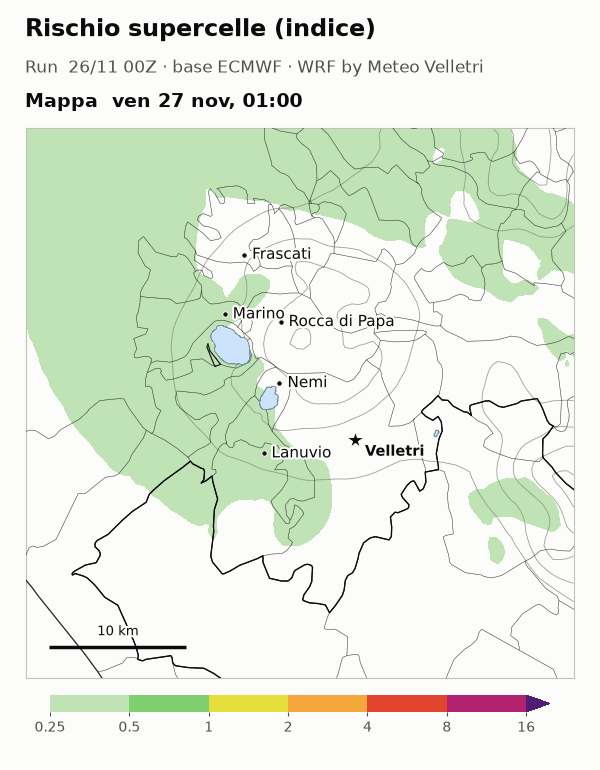 Rischio supercelle (indice)
Run  26/11 00Z · base ECMWF · WRF by Meteo Velletri
Mappa  ven 27 nov, 01:00
Frascati
Marino
Rocca di Papa
Nemi
Velletri
Lanuvio
10 km
0.25 0.5 1 2 4 8 16